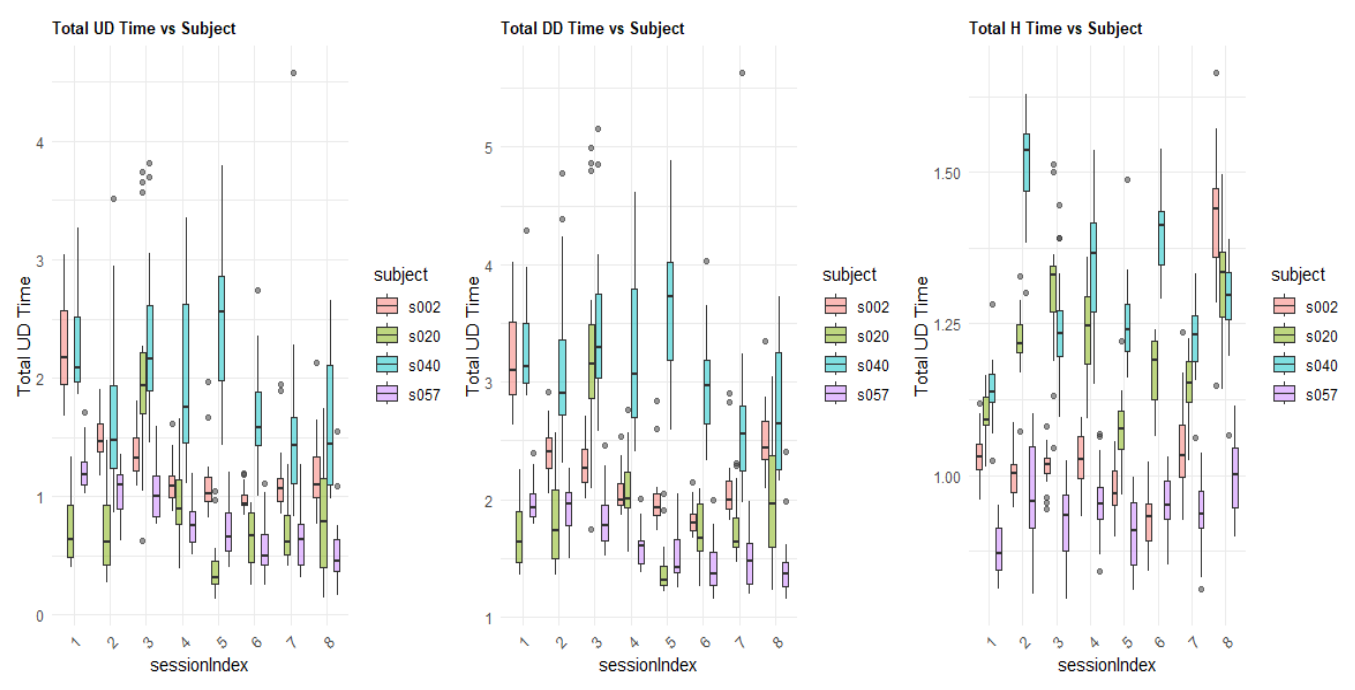 Total UD Time vs Subject
Total UD Time
4
3
2
1
0
1 2 3 4 5 6 7 8
sessionIndex
subject
s002
s020
s040
s057
Total DD Time vs Subject
Total UD Time
5
4
3
2
1
1 2 3 4 5 6 7 8
sessionIndex
subject
s002
s020
s040
s057
Total H Time vs Subject
Total UD Time
1.50
1.25
1.00
1 2 3 4 5 6 7 8
sessionIndex
subject
s002
s020
s040
s057